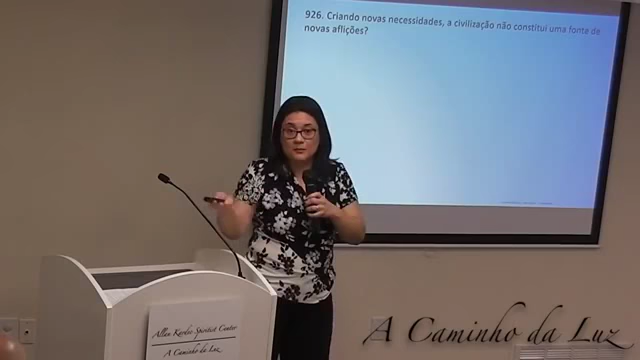 926. Criando novas necessidades, a civilização não constitui uma fonte de
novas aflições?
Allan Kardec Spiritist Center
A Caminho da Luz
A Caminho da Luz